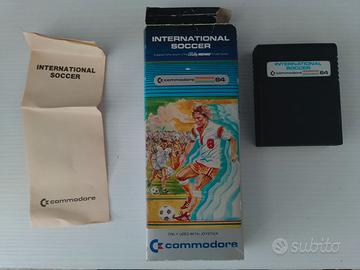 INTERNATIONAL
SOCCER
commodore
INTERNATIONAL
SOCCER
commodore 64
ONLY USED WITH JOYSTICK
commodore
INTERNATIONAL
SOCCER
commodore 64
subito